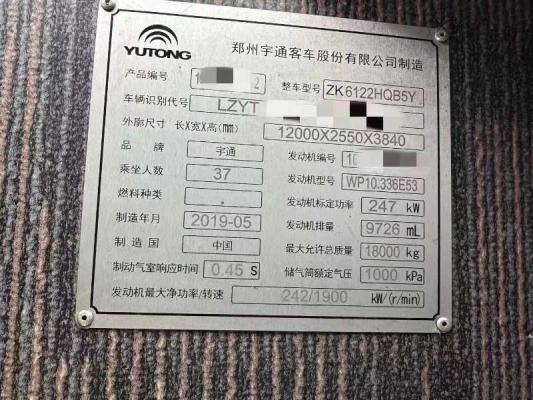 YUTONG
郑州宇通客车股份有限公司制造
产品编号 1 2 整车型号 ZK6122HQB5Y
车辆识别代号 LZYT
外廓尺寸 长X宽X高(mm) 12000X2550X3840
品牌 宇通 发动机编号 10
乘坐人数 37 发动机型号 WP10.336E53
燃料种类 发动机标定功率 247 kW
制造年月 2019-05 发动机排量 9726 mL
制造国 中国 最大允许总质量 18000 kg
制动气室响应时间 0.45 S 储气筒额定气压 1000 kPa
发动机最大净功率/转速 242/1900 kW/(r/min)